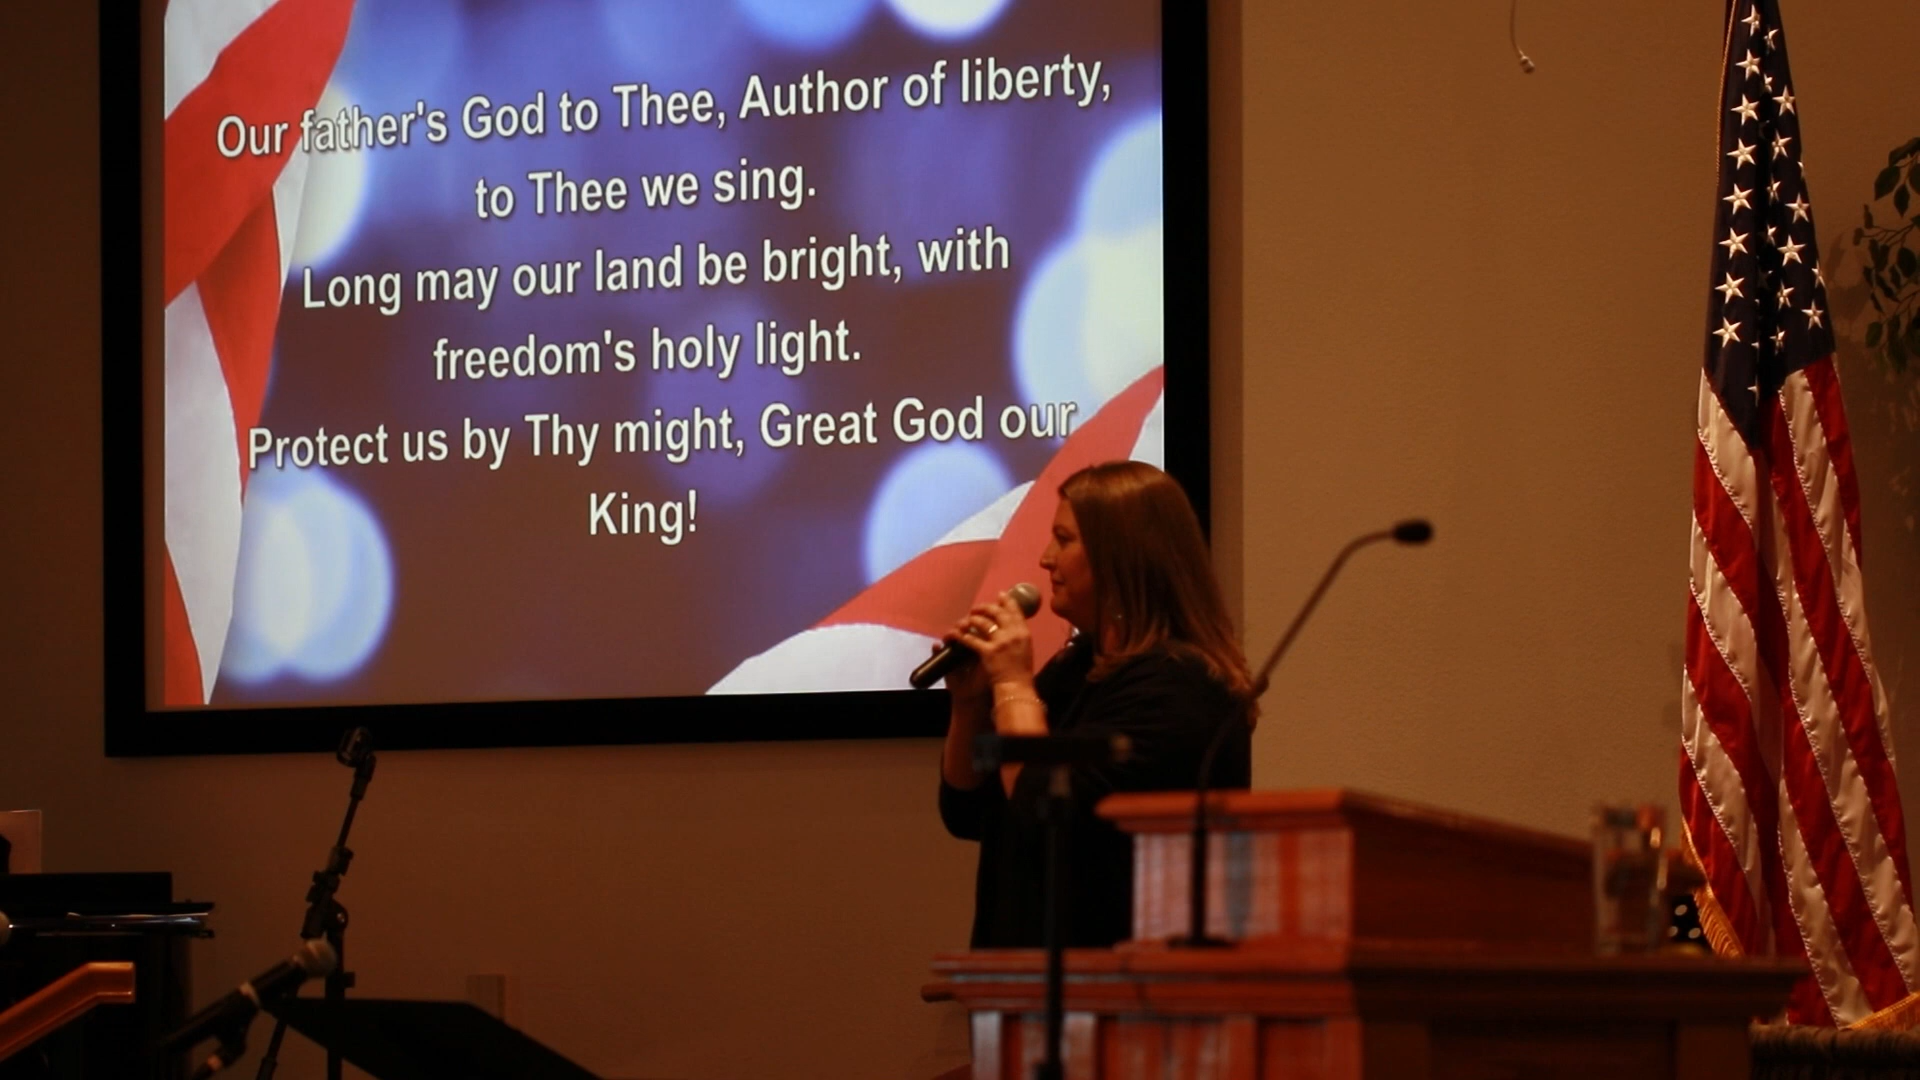 Our father's God to Thee, Author of liberty,
to Thee we sing.
Long may our land be bright, with
freedom's holy light.
Protect us by Thy might, Great God our
King!